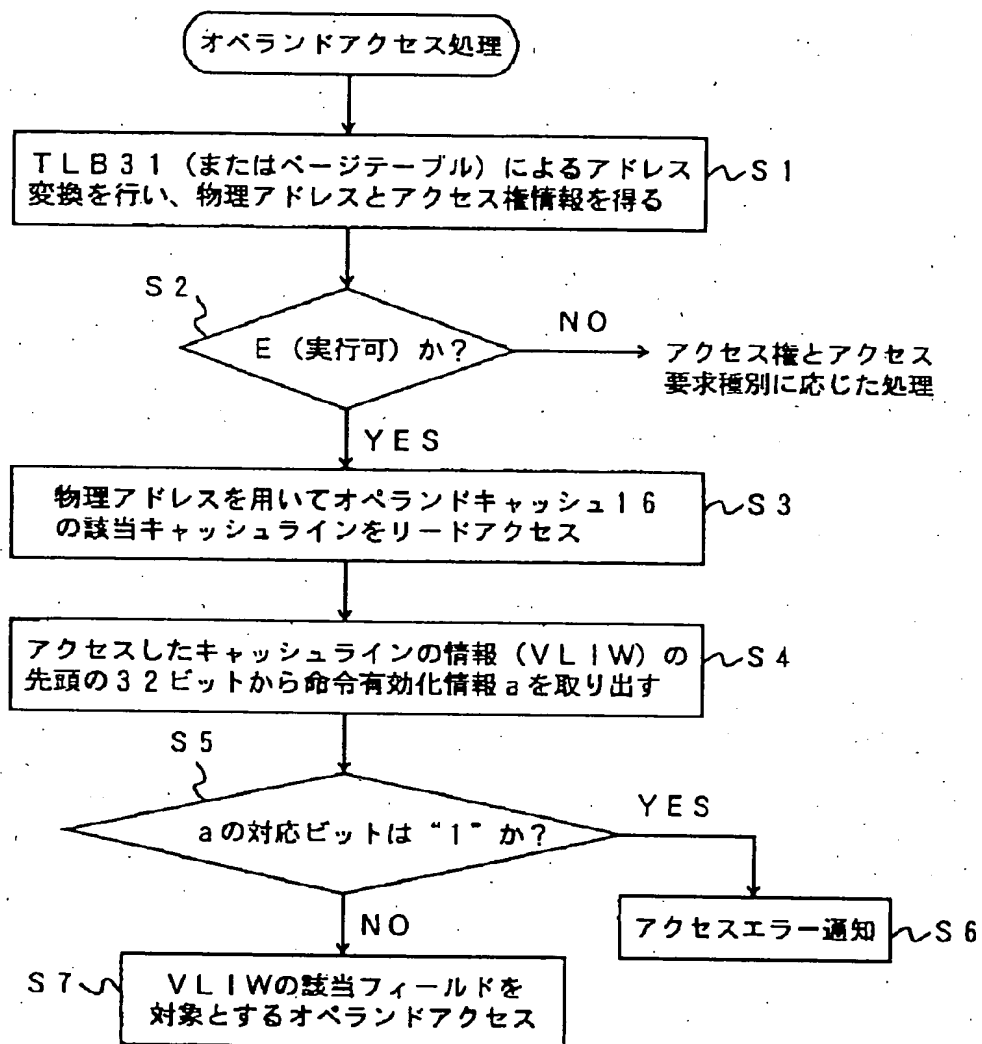 オペランドアクセス処理
TLB31(またはページテーブル)によるアドレス
変換を行い、物理アドレスとアクセス権情報を得る
S1
S2
E(実行可)か?
NO
アクセス権とアクセス
要求種別に応じた処理
YES
物理アドレスを用いてオペランドキャッシュ16
の該当キャッシュラインをリードアクセス
S3
アクセスしたキャッシュラインの情報(VLIW)の
先頭の32ビットから命令有効化情報aを取り出す
S4
S5
aの対応ビットは“1”か?
YES
NO
アクセスエラー通知
S6
S7
VLIWの該当フィールドを
対象とするオペランドアクセス